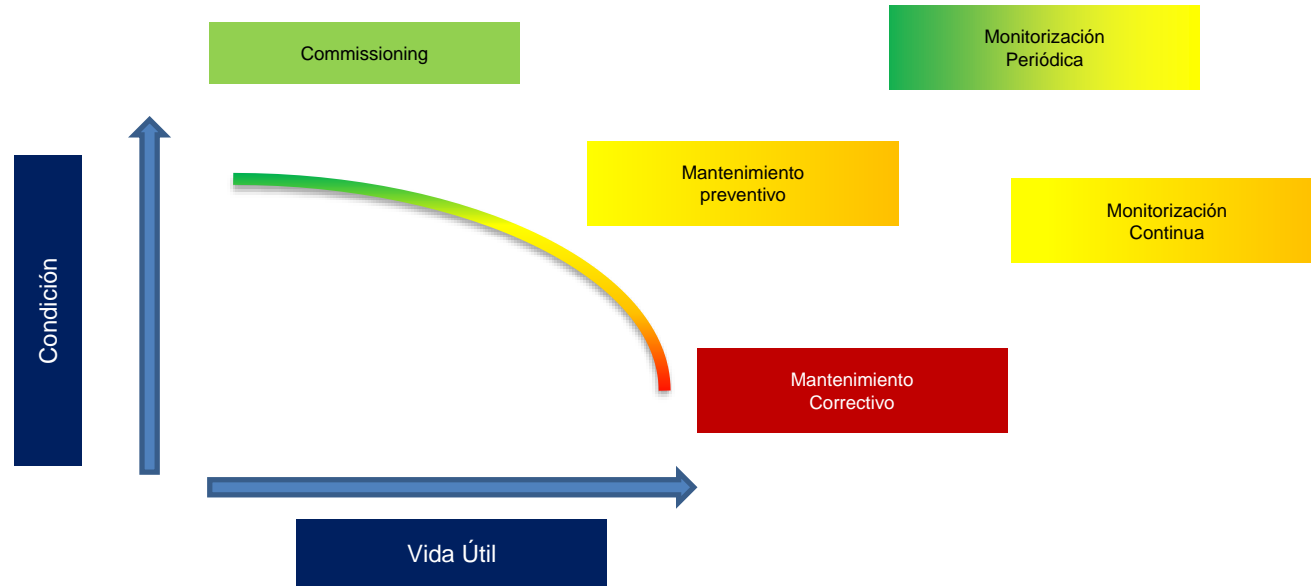 Commissioning
Monitorización
Periódica
Mantenimiento
preventivo
Monitorización
Continua
Condición
Mantenimiento
Correctivo
Vida Útil